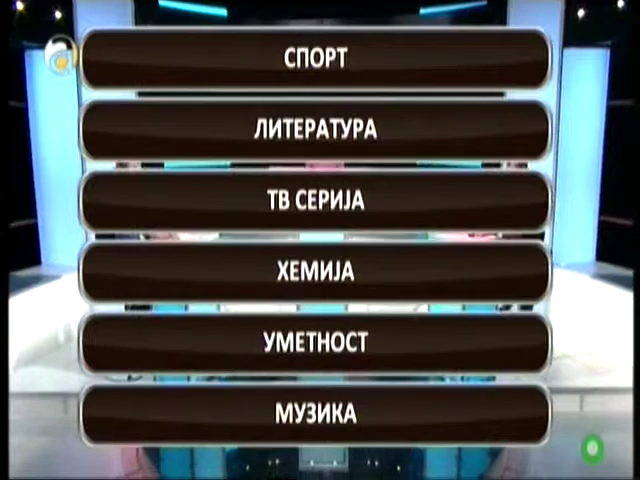 СПОРТ
ЛИТЕРАТУРА
ТВ СЕРИЈА
ХЕМИЈА
УМЕТНОСТ
МУЗИКА